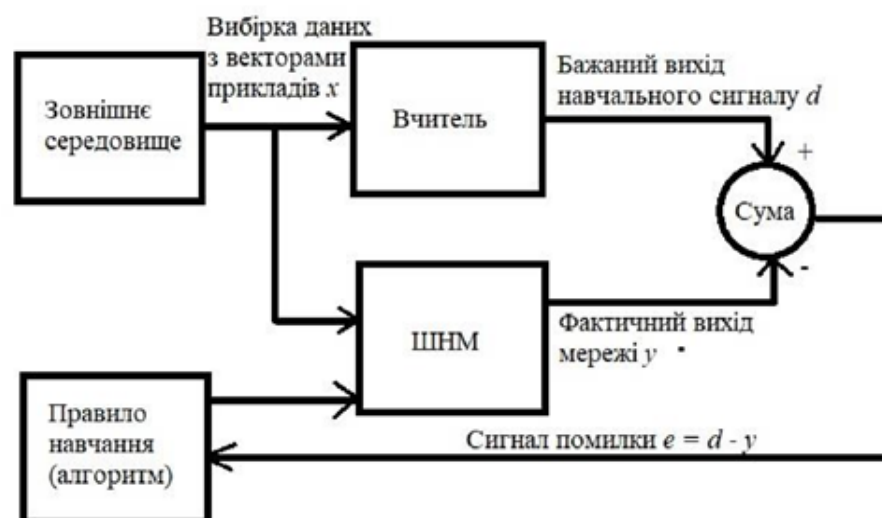 Вибірка даних
з векторами
прикладів x
Зовнішнє
середовище
Вчитель
Бажаний вихід
навчального сигналу d
+
Сума
-
ШНМ
Фактичний вихід
мережі y
Правило
навчання
(алгоритм)
Сигнал помилки e = d - y